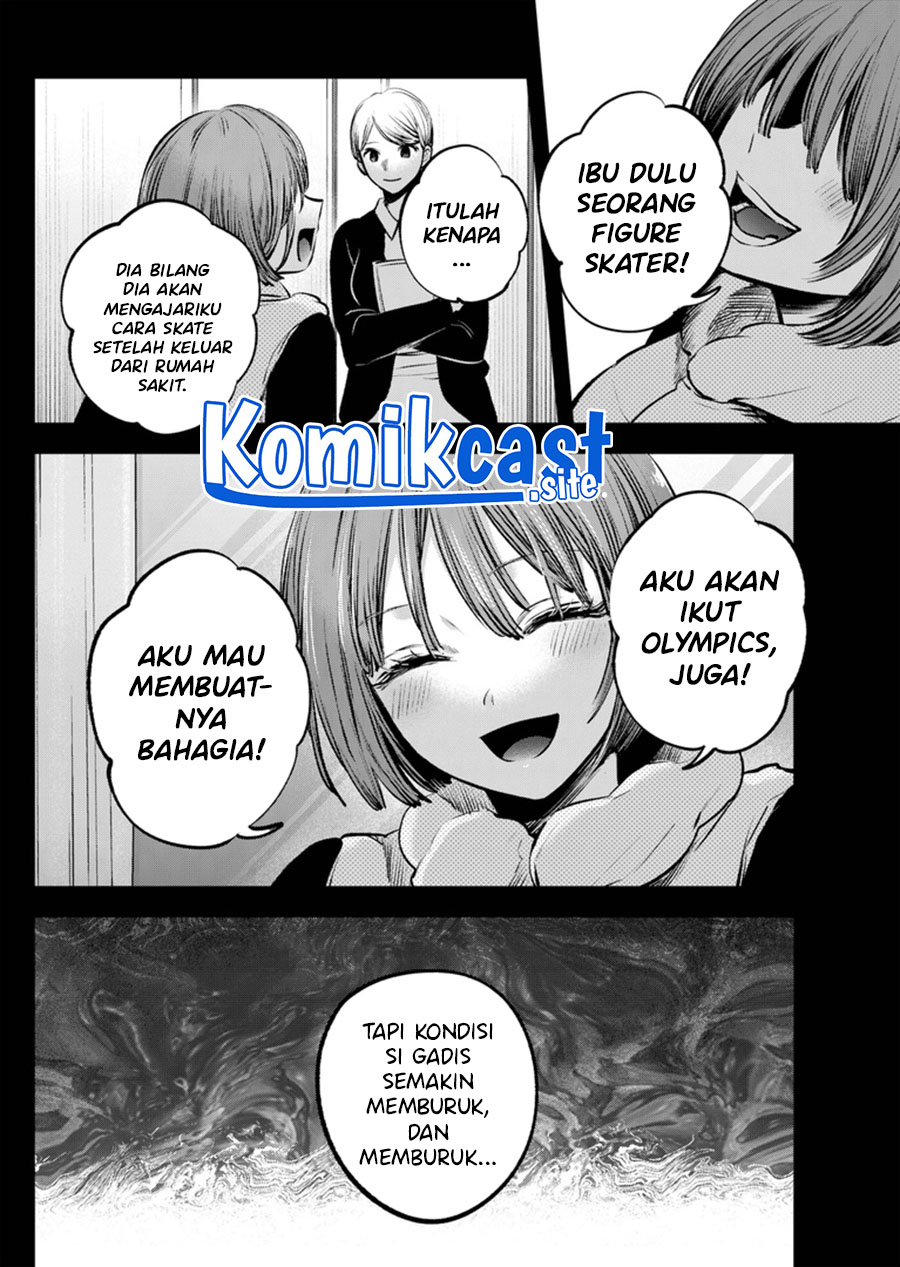 IBU DULU
SEORANG
FIGURE
SKATER!
ITULAH
KENAPA
...
DIA BILANG
DIA AKAN
MENGAJARIKU
CARA SKATE
SETELAH KELUAR
DARI RUMAH
SAKIT.
Komikcast
.site
AKU AKAN
IKUT
OLYMPICS,
JUGA!
AKU MAU
MEMBUAT-
NYA
BAHAGIA!
TAPI KONDISI
SI GADIS
SEMAKIN
MEMBURUK,
DAN
MEMBURUK...